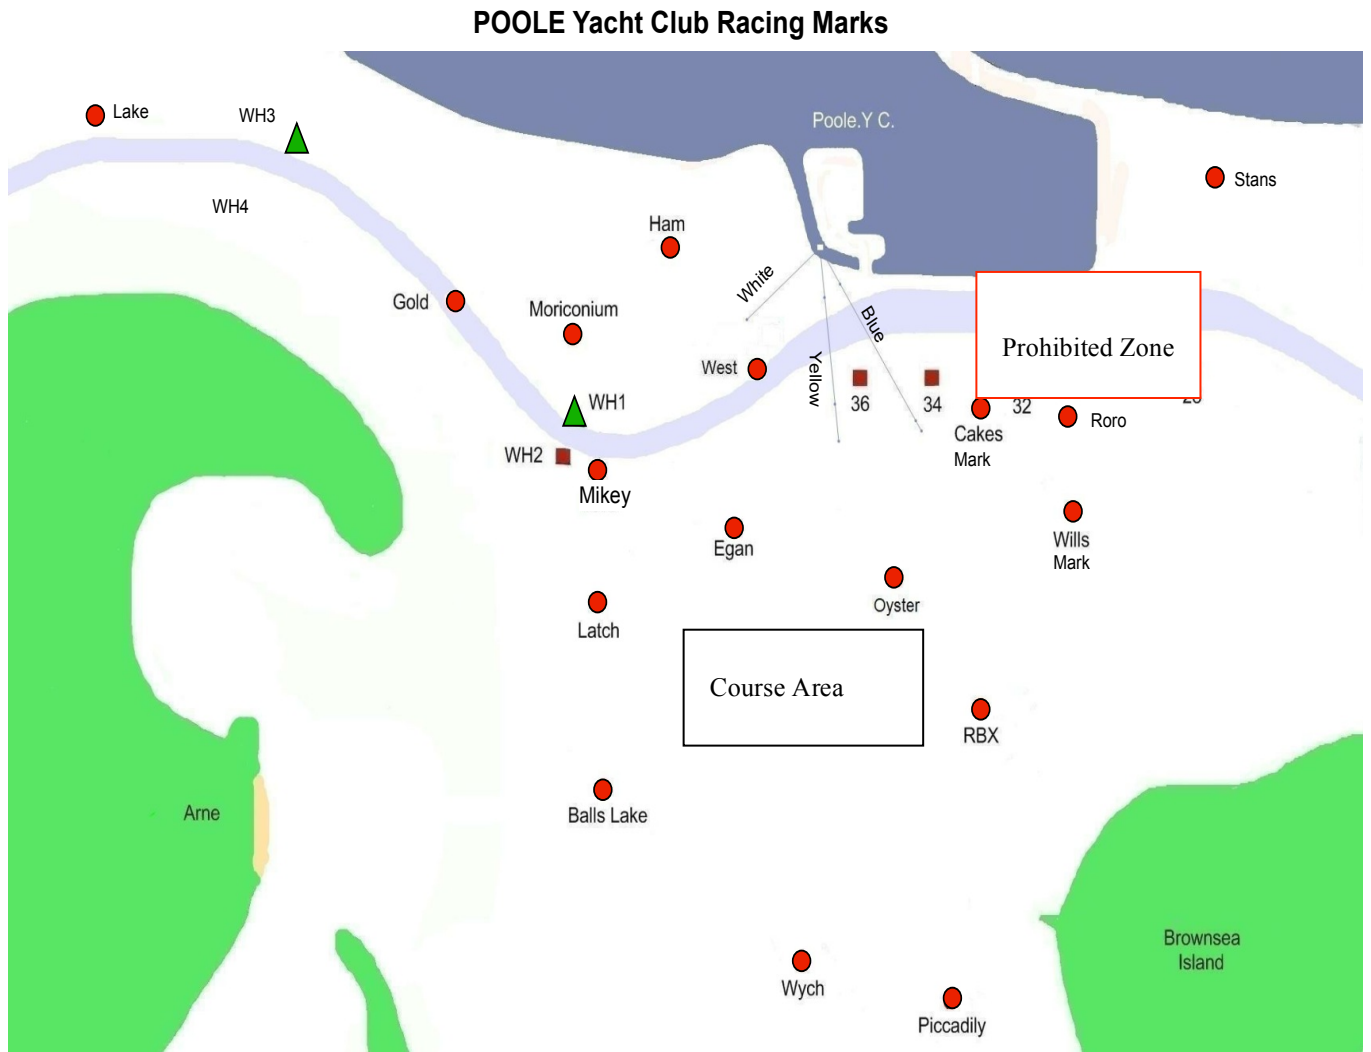 POOLE Yacht Club Racing Marks
Lake
WH3
Poole.Y C.
Stans
WH4
Ham
White
Gold
Moriconium
Blue
Prohibited Zone
West
Yellow
WH1
36
34
32
Cakes
Mark
Roro
WH2
Mikey
Egan
Wills
Mark
Oyster
Latch
Course Area
RBX
Arne
Balls Lake
Brownsea
Island
Wych
Piccadily